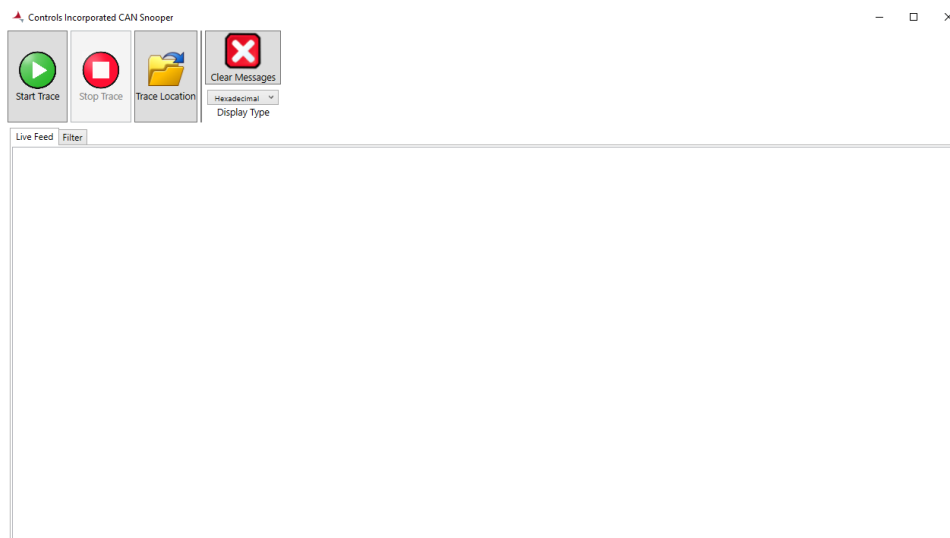 Controls Incorporated CAN Snooper
Start Trace
Stop Trace
Trace Location
Clear Messages
Hexadecimal
Display Type
Live Feed
Filter